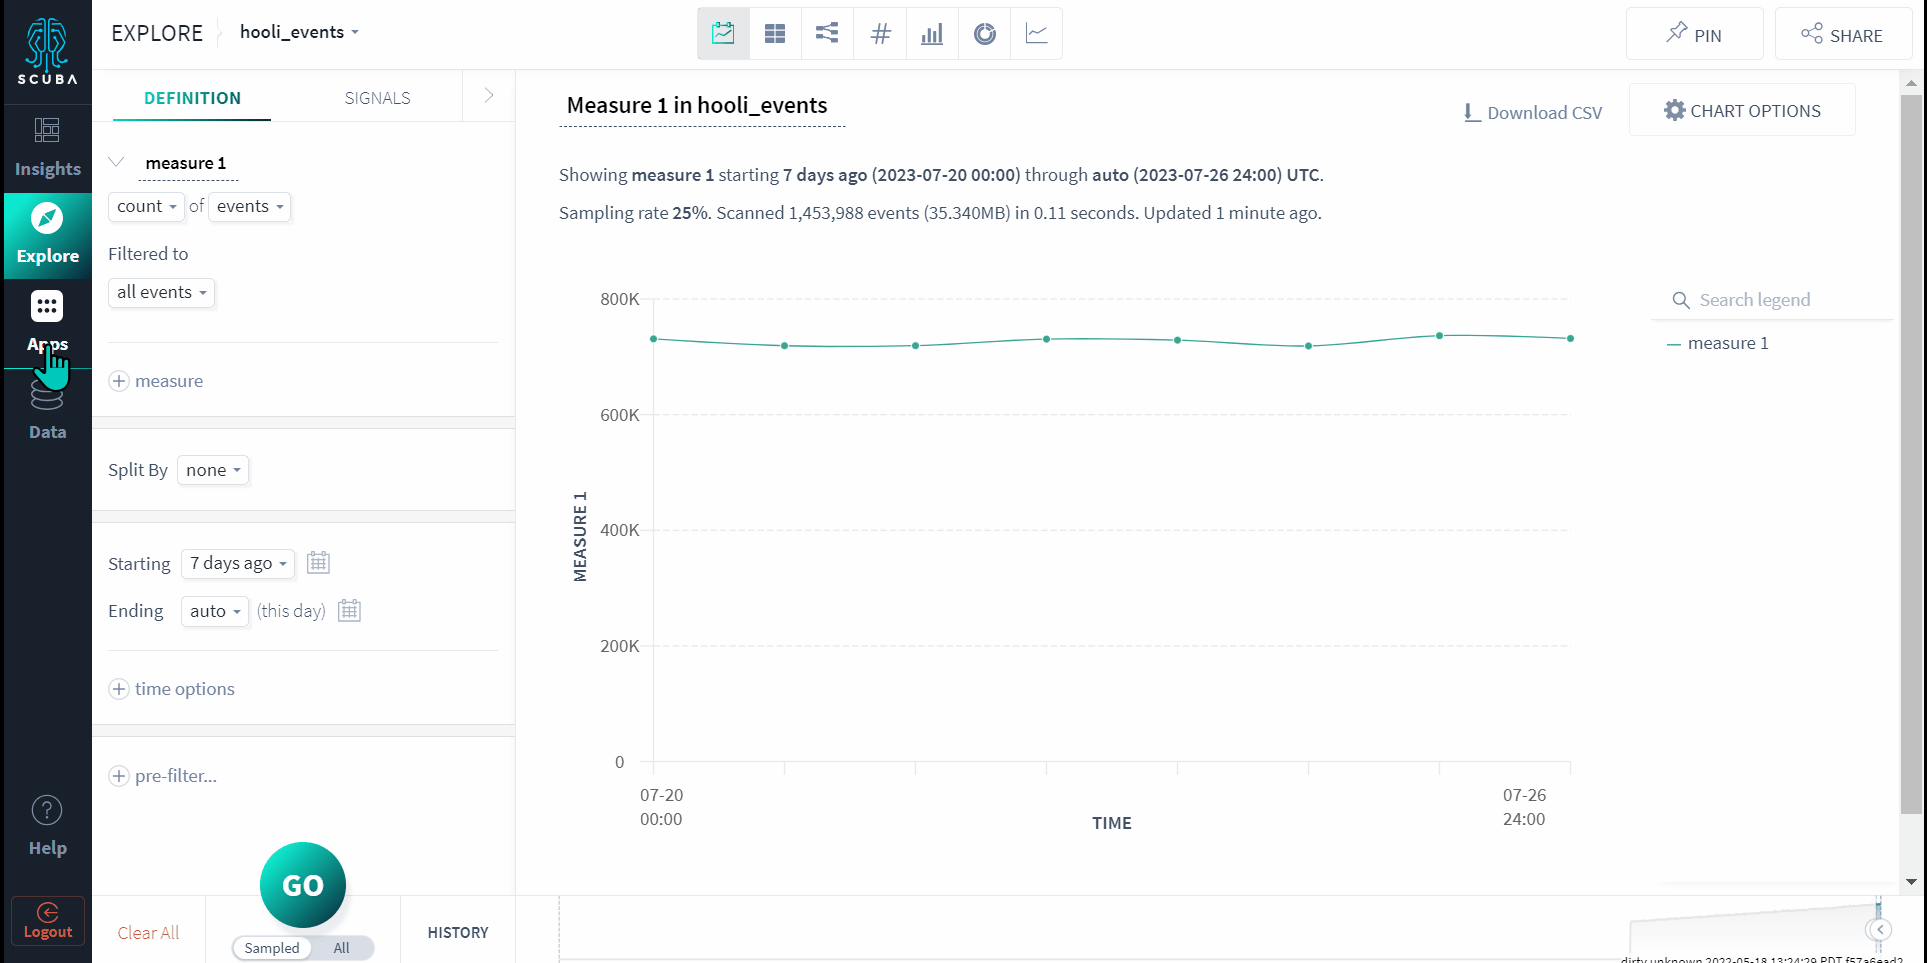 SCUBA
Insights
Explore
Apps
Data
Help
Logout
EXPLORE
hooli_events
PIN
SHARE
DEFINITION
SIGNALS
measure 1
count of events
Filtered to
all events
measure
Split By none
Starting 7 days ago
Ending auto (this day)
time options
pre-filter...
GO
Clear All
Sampled All
HISTORY
Measure 1 in hooli_events
Download CSV
CHART OPTIONS
Showing measure 1 starting 7 days ago (2023-07-20 00:00) through auto (2023-07-26 24:00) UTC.
Sampling rate 25%. Scanned 1,453,988 events (35.340MB) in 0.11 seconds. Updated 1 minute ago.
800K
600K
400K
200K
0
MEASURE 1
07-20
00:00
07-26
24:00
TIME
Search legend
measure 1
dirty unknown 2022-05-18 13:24:29 PDT f57a6ead2